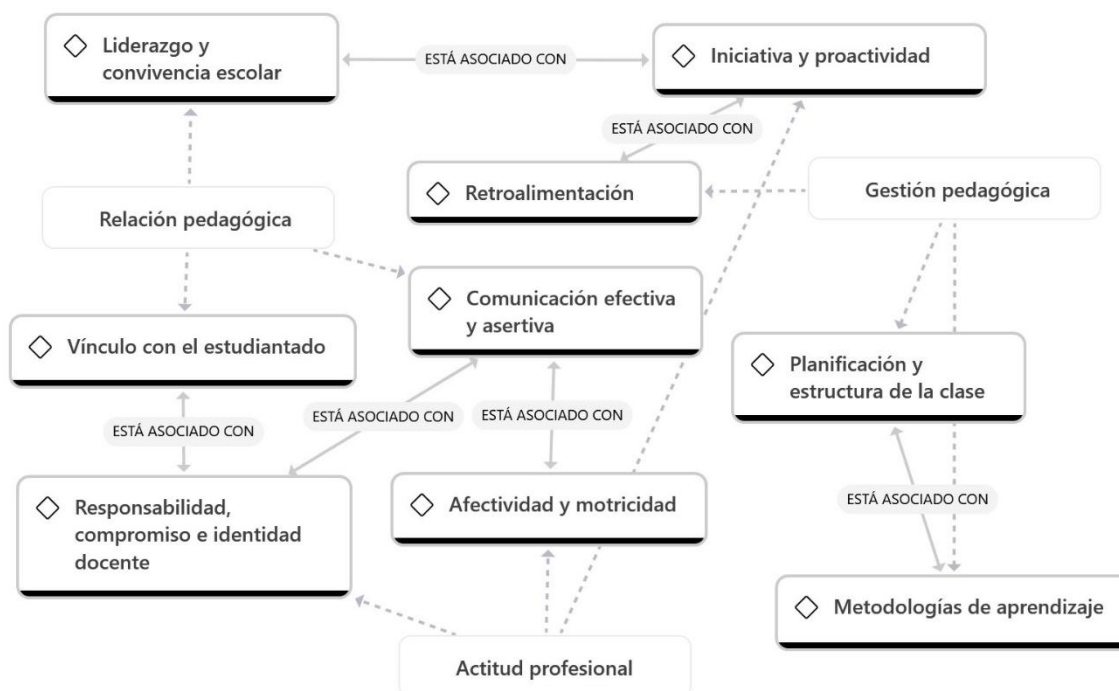 Liderazgo y
convivencia escolar
ESTÁ ASOCIADO CON
Iniciativa y proactividad
ESTÁ ASOCIADO CON
Retroalimentación
Gestión pedagógica
Relación pedagógica
Comunicación efectiva
y asertiva
Vínculo con el estudiantado
Planificación y
estructura de la clase
ESTÁ ASOCIADO CON
ESTÁ ASOCIADO CON
ESTÁ ASOCIADO CON
Responsabilidad,
compromiso e identidad
docente
Afectividad y motricidad
ESTÁ ASOCIADO CON
Metodologías de aprendizaje
Actitud profesional